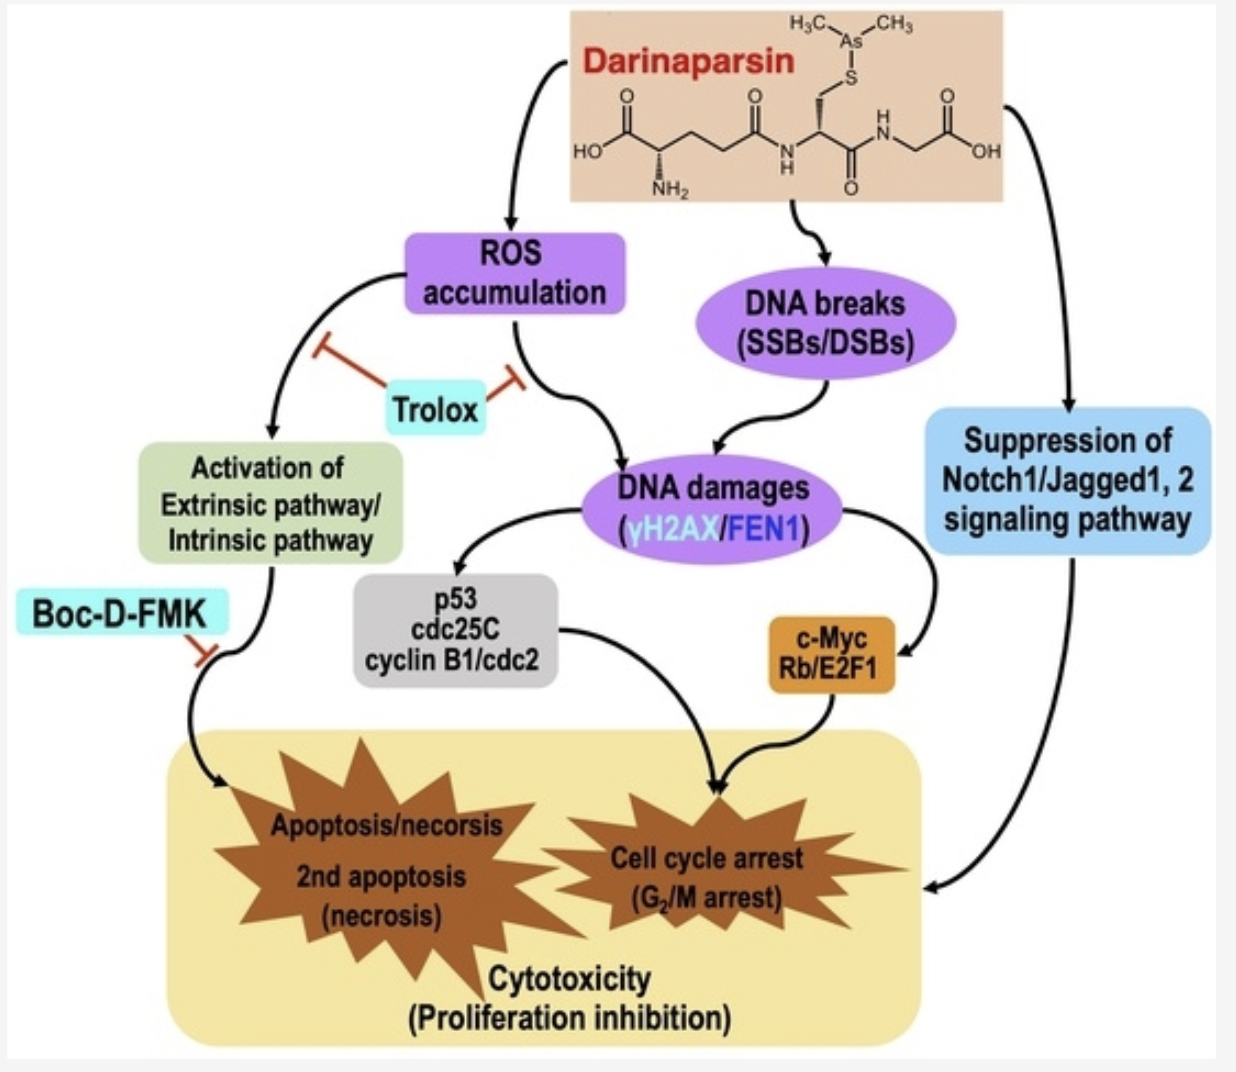 Darinaparsin
H₃C CH₃
As
S
O O H O
HO N OH
N
H
NH₂ O
ROS
accumulation
DNA breaks
(SSBs/DSBs)
Trolox
Suppression of
Notch1/Jagged1, 2
signaling pathway
Activation of
Extrinsic pathway/
Intrinsic pathway
DNA damages
(γH2AX/FEN1)
Boc-D-FMK
p53
cdc25C
cyclin B1/cdc2
c-Myc
Rb/E2F1
Apoptosis/necorsis
2nd apoptosis
(necrosis)
Cell cycle arrest
(G₂/M arrest)
Cytotoxicity
(Proliferation inhibition)